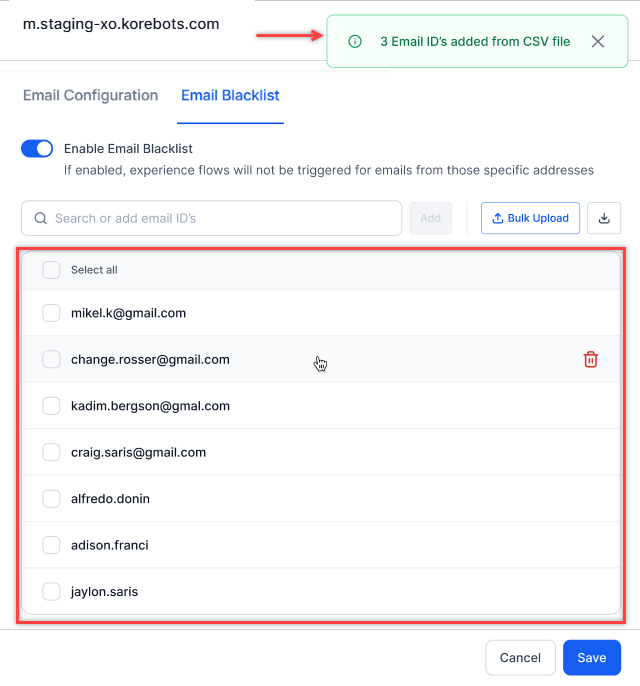 m.staging-xo.korebots.com
3 Email ID's added from CSV file
Email Configuration
Email Blacklist
Enable Email Blacklist
If enabled, experience flows will not be triggered for emails from those specific addresses
Search or add email ID's
Add
Bulk Upload
Select all
mikel.k@gmail.com
change.rosser@gmail.com
kadim.bergson@gmal.com
craig.saris@gmail.com
alfredo.donin
adison.franci
jaylon.saris
Cancel
Save